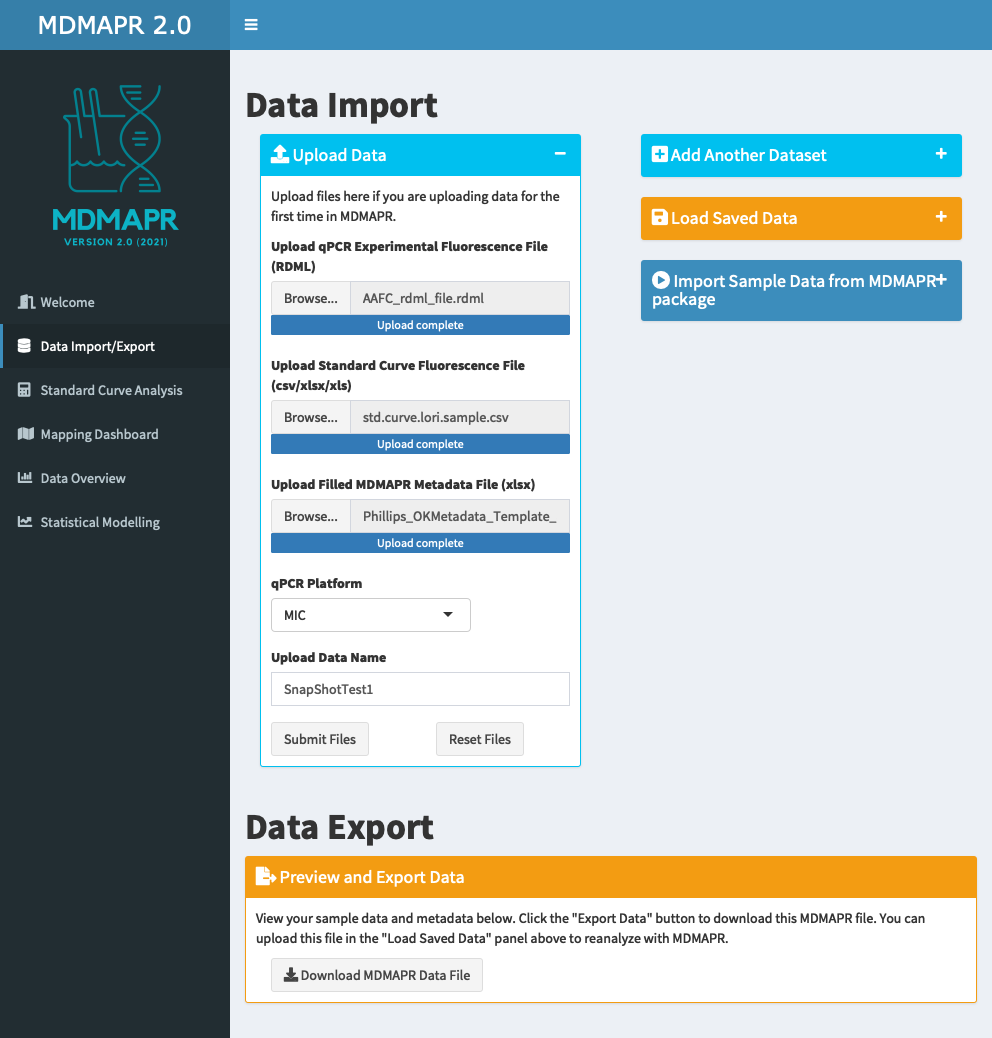 MDMAPR 2.0
MDMAPR
VERSION 2.0 (2021)
Welcome
Data Import/Export
Standard Curve Analysis
Mapping Dashboard
Data Overview
Statistical Modelling
Data Import
Upload Data
Upload files here if you are uploading data for the
first time in MDMAPR.
Upload qPCR Experimental Fluorescence File
(RDML)
Browse... AAFC_rdml_file.rdml
Upload complete
Upload Standard Curve Fluorescence File
(csv/xlsx/xls)
Browse... std.curve.lori.sample.csv
Upload complete
Upload Filled MDMAPR Metadata File (xlsx)
Browse... Phillips_OKMetadata_Template_
Upload complete
qPCR Platform
MIC
Upload Data Name
SnapShotTest1
Submit Files Reset Files
Add Another Dataset
Load Saved Data
Import Sample Data from MDMAPR
package
Data Export
Preview and Export Data
View your sample data and metadata below. Click the "Export Data" button to download this MDMAPR file. You can
upload this file in the "Load Saved Data" panel above to reanalyze with MDMAPR.
Download MDMAPR Data File